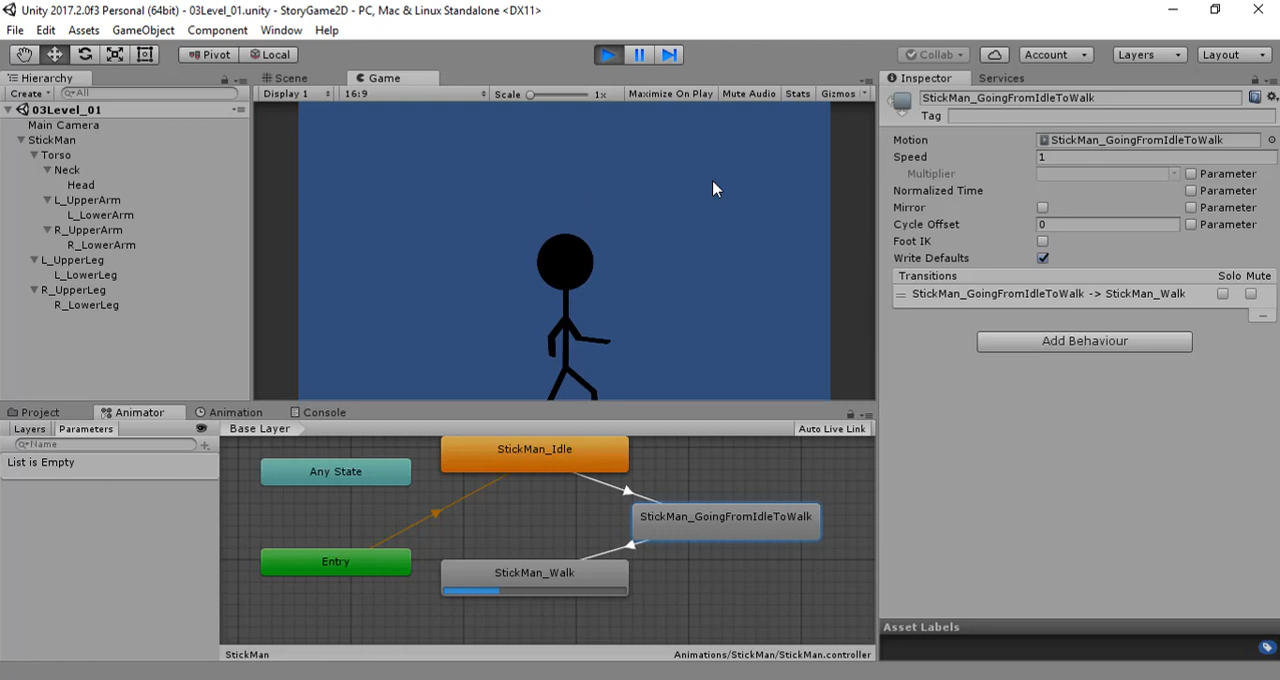 Unity 2017.2.0f3 Personal (64bit) - 03Level_01.unity - StoryGame2D - PC, Mac & Linux Standalone <DX11>
File Edit Assets GameObject Component Window Help
Pivot Local Collab Account Layers Layout
Hierarchy
Create All
03Level_01
Main Camera
StickMan
Torso
Neck
Head
L_UpperArm
L_LowerArm
R_UpperArm
R_LowerArm
L_UpperLeg
L_LowerLeg
R_UpperLeg
R_LowerLeg
Scene Game
Display 1 16:9 Scale 1x Maximize On Play Mute Audio Stats Gizmos
Inspector Services
StickMan_GoingFromIdleToWalk
Tag
Motion StickMan_GoingFromIdleToWalk
Speed 1
Multiplier Parameter
Normalized Time Parameter
Mirror Parameter
Cycle Offset 0 Parameter
Foot IK
Write Defaults
Transitions Solo Mute
StickMan_GoingFromIdleToWalk -> StickMan_Walk
Add Behaviour
Asset Labels
Project Animator Animation Console
Layers Parameters Base Layer Auto Live Link
Name
List is Empty
StickMan_Idle
Any State
StickMan_GoingFromIdleToWalk
Entry
StickMan_Walk
StickMan Animations/StickMan/StickMan.controller